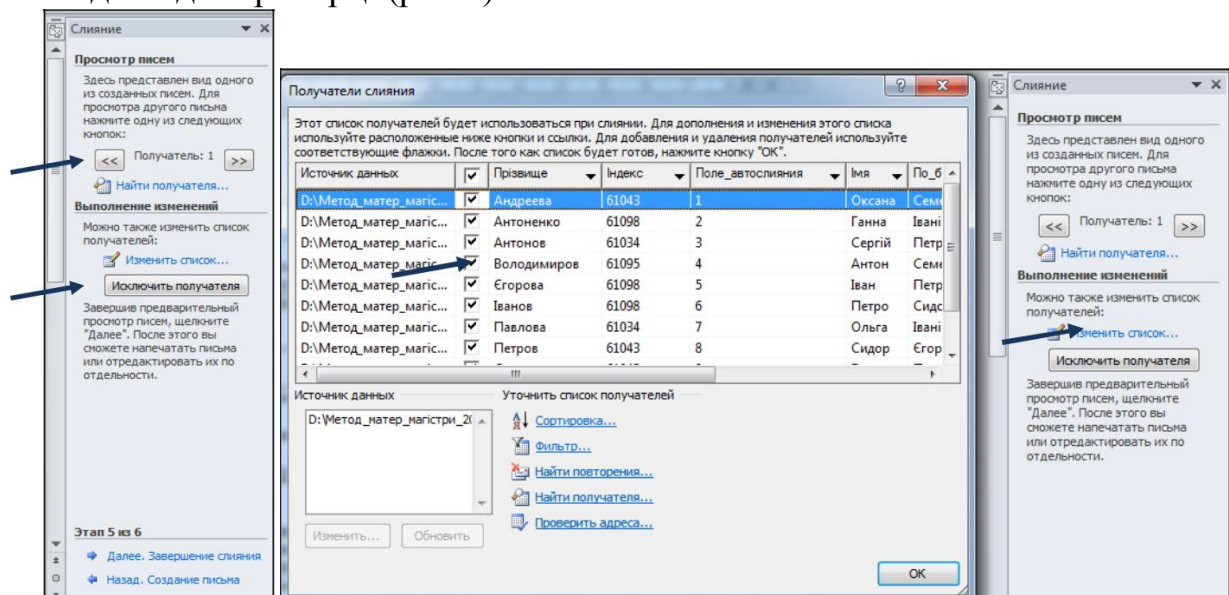 Слияние
Просмотр писем
Здесь представлен вид одного
из созданных писем. Для
просмотра другого письма
нажмите одну из следующих
кнопок:
<< Получатель: 1 >>
Найти получателя...
Выполнение изменений
Можно также изменить список
получателей:
Изменить список...
Исключить получателя
Завершив предварительный
просмотр писем, щелкните
"Далее". После этого вы
сможете напечатать письма
или отредактировать их по
отдельности.
Этап 5 из 6
Далее. Завершение слияния
Назад. Создание письма
Получатели слияния
Этот список получателей будет использоваться при слиянии. Для дополнения и изменения этого списка
используйте расположенные ниже кнопки и ссылки. Для добавления и удаления получателей используйте
соответствующие флажки. После того как список будет готов, нажмите кнопку "ОК".
Источник данных Прізвище Індекс Поле_автослияния Імя По_б
D:\Метод_матер_магіс... Андреева 61043 1 Оксана Семе
D:\Метод_матер_магіс... Антоненко 61098 2 Ганна Івані
D:\Метод_матер_магіс... Антонов 61034 3 Сергій Петр
D:\Метод_матер_магіс... Володимиров 61095 4 Антон Семе
D:\Метод_матер_магіс... Єгорова 61098 5 Іван Петр
D:\Метод_матер_магіс... Іванов 61098 6 Петро Сидо
D:\Метод_матер_магіс... Павлова 61034 7 Ольга Івані
D:\Метод_матер_магіс... Петров 61043 8 Сидор Єгор
Источник данных
D:\Метод_матер_магістри_2(
Изменить... Обновить
Уточнить список получателей
Сортировка...
Фильтр...
Найти повторения...
Найти получателя...
Проверить адреса...
ОК
Слияние
Просмотр писем
Здесь представлен вид одного
из созданных писем. Для
просмотра другого письма
нажмите одну из следующих
кнопок:
<< Получатель: 1 >>
Найти получателя...
Выполнение изменений
Можно также изменить список
получателей:
Изменить список...
Исключить получателя
Завершив предварительный
просмотр писем, щелкните
"Далее". После этого вы
сможете напечатать письма
или отредактировать их по
отдельности.